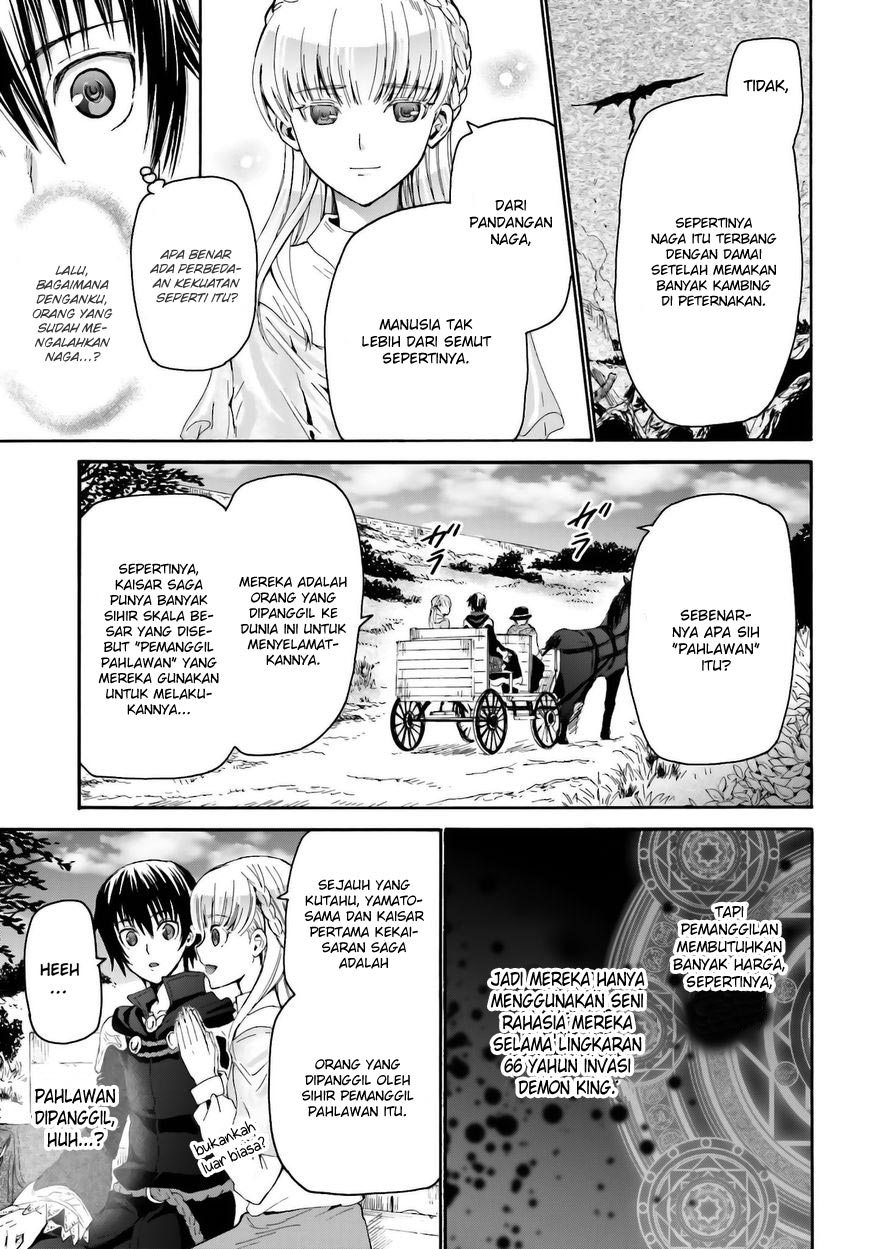 TIDAK,
SEPERTINYA
NAGA ITU TERBANG
DENGAN DAMAI
SETELAH MEMAKAN
BANYAK KAMBING
DI PETERNAKAN.
DARI
PANDANGAN
NAGA,
MANUSIA TAK
LEBIH DARI SEMUT
SEPERTINYA.
APA BENAR
ADA PERBEDA-
AN KEKUATAN
SEPERTI ITU?
LALU,
BAGAIMANA
DENGANKU,
ORANG YANG
SUDAH ME-
NGALAHKAN
NAGA...?
SEBENAR-
NYA APA SIH
"PAHLAWAN"
ITU?
ガラ
ガラ
MEREKA ADALAH
ORANG YANG
DIPANGGIL KE
DUNIA INI UNTUK
MENYELAMAT-
KANNYA.
SEPERTINYA,
KAISAR SAGA
PUNYA BANYAK
SIHIR SKALA BE-
SAR YANG DISE-
BUT "PEMANGGIL
PAHLAWAN" YANG
MEREKA GUNAKAN
UNTUK MELAKU-
KANNYA...
TAPI
PEMANGGILAN
MEMBUTUHKAN
BANYAK HARGA,
SEPERTINYA,
JADI MEREKA HANYA
MENGGUNAKAN SENI
RAHASIA MEREKA
SELAMA LINGKARAN
66 YAHUN INVASI
DEMON KING.
SEJAUH YANG
KUTAHU, YAMATO-
SAMA DAN KAISAR
PERTAMA KEKAI-
SARAN SAGA
ADALAH
ORANG YANG
DIPANGGIL OLEH
SIHIR PEMANGGIL
PAHLAWAN ITU.
bukankah
luar biasa?
HEEH
...
PAHLAWAN
DIPANGGIL,
HUH...?